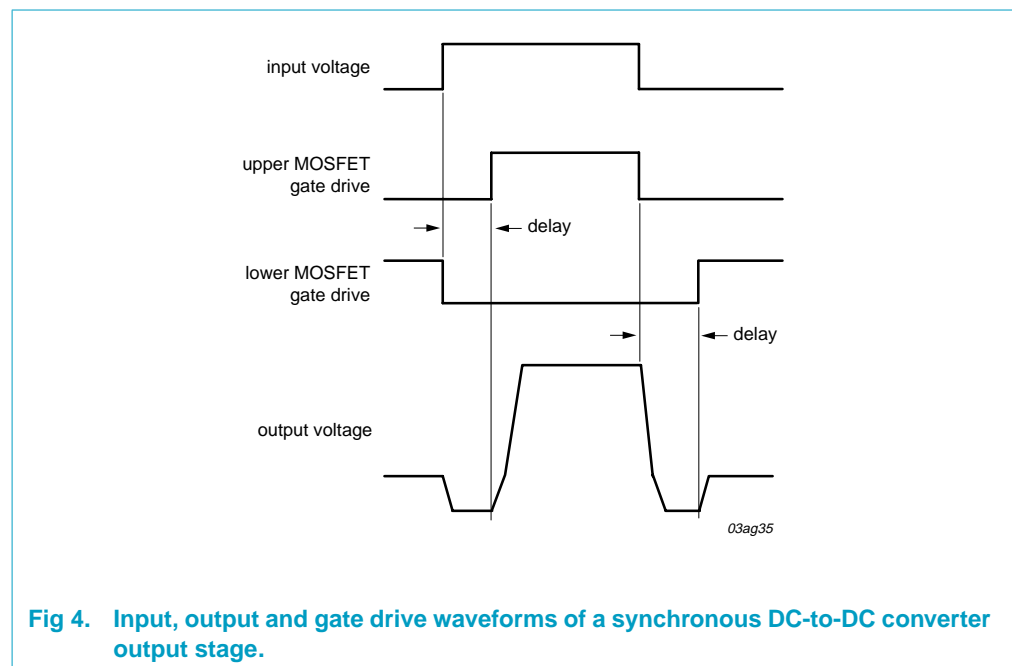 input voltage
upper MOSFET
gate drive
delay
lower MOSFET
gate drive
delay
output voltage
03ag35
Fig 4. Input, output and gate drive waveforms of a synchronous DC-to-DC converter
output stage.